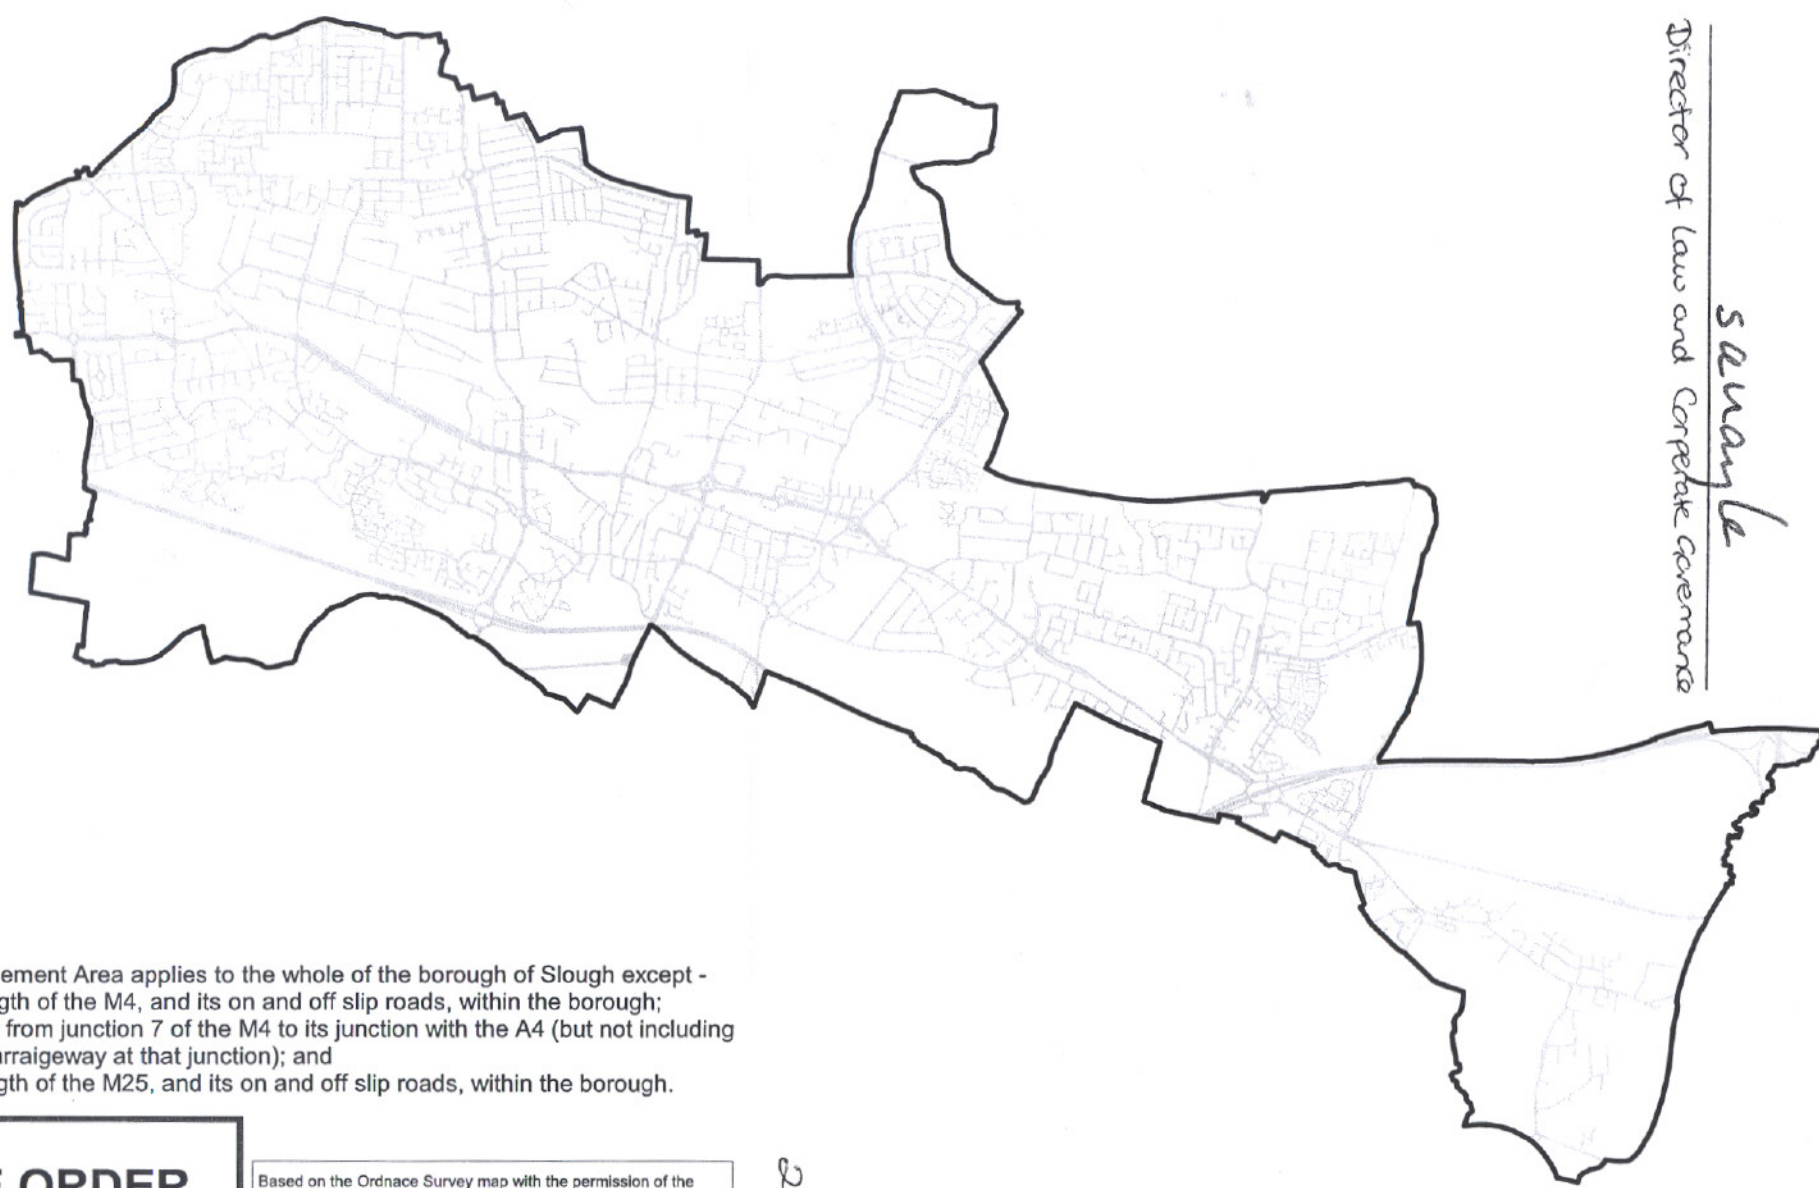 ement Area applies to the whole of the borough of Slough except -
gth of the M4, and its on and off slip roads, within the borough;
from junction 7 of the M4 to its junction with the A4 (but not including
rraigeway at that junction); and
gth of the M25, and its on and off slip roads, within the borough.
ORDER
Based on the Ordnace Survey map with the permission of the
Director of Law and Corporate Governance